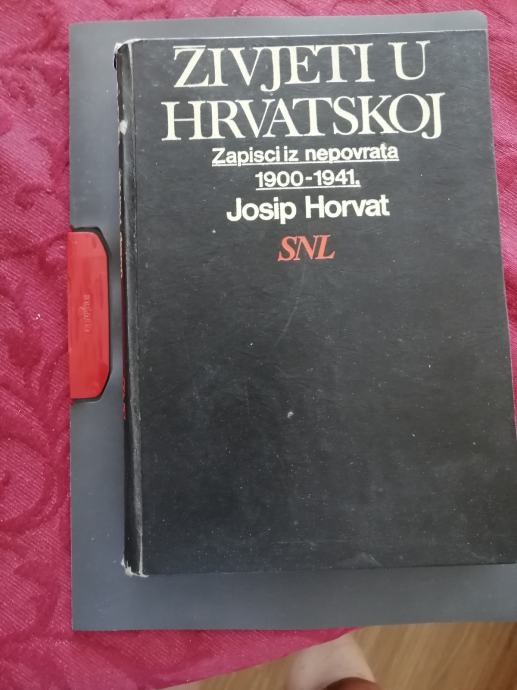 ŽIVJETI U
HRVATSKOJ
Zapisci iz nepovrata
1900-1941.
Josip Horvat
SNL